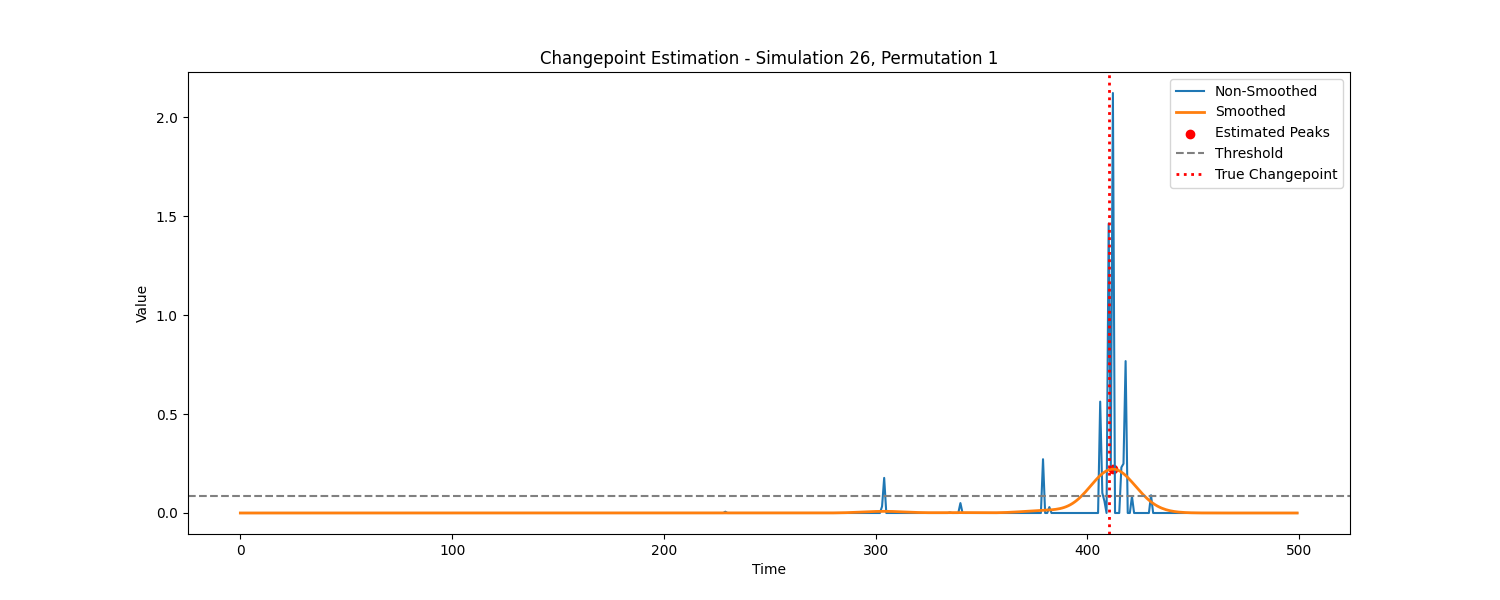 Changepoint Estimation - Simulation 26, Permutation 1
Non-Smoothed
Smoothed
Estimated Peaks
Threshold
True Changepoint
Value
2.0
1.5
1.0
0.5
0.0
0 100 200 300 400 500
Time